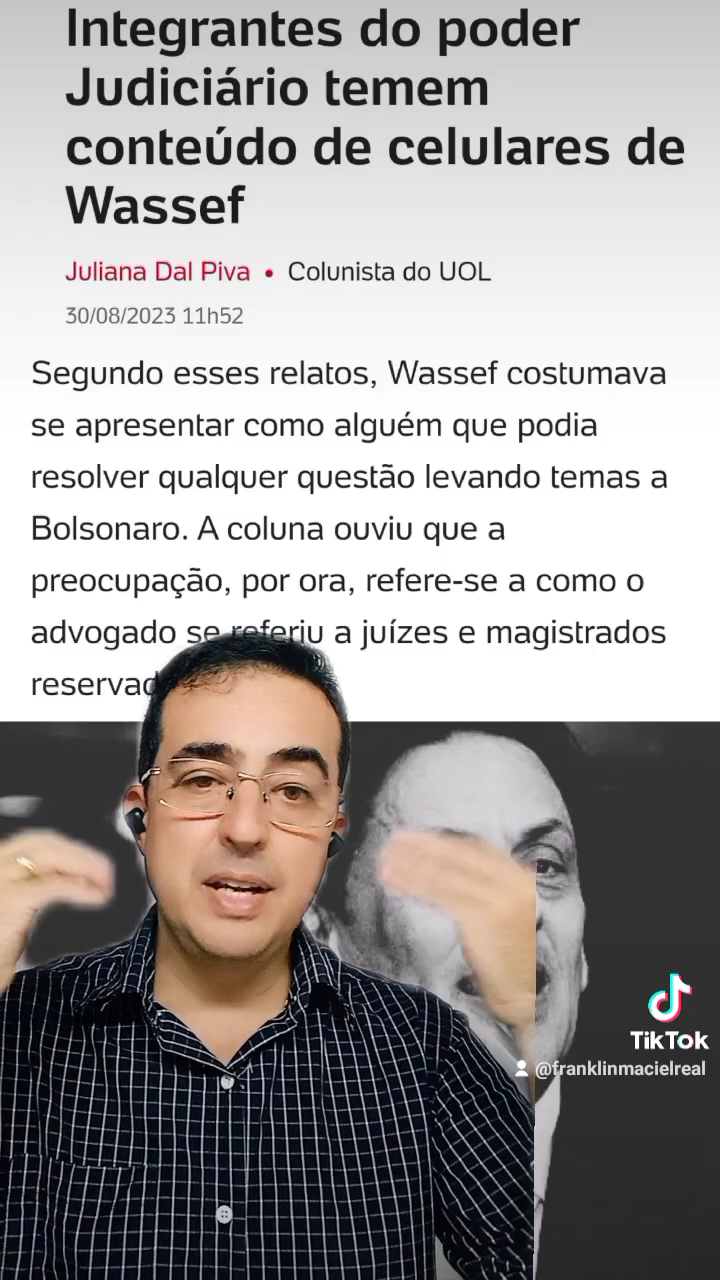 Integrantes do poder
Judiciário temem
conteúdo de celulares de
Wassef
Juliana Dal Piva • Colunista do UOL
30/08/2023 11h52
Segundo esses relatos, Wassef costumava
se apresentar como alguém que podia
resolver qualquer questão levando temas a
Bolsonaro. A coluna ouviu que a
preocupação, por ora, refere-se a como o
advogado se referiu a juízes e magistrados
TikTok
@franklinmacielreal